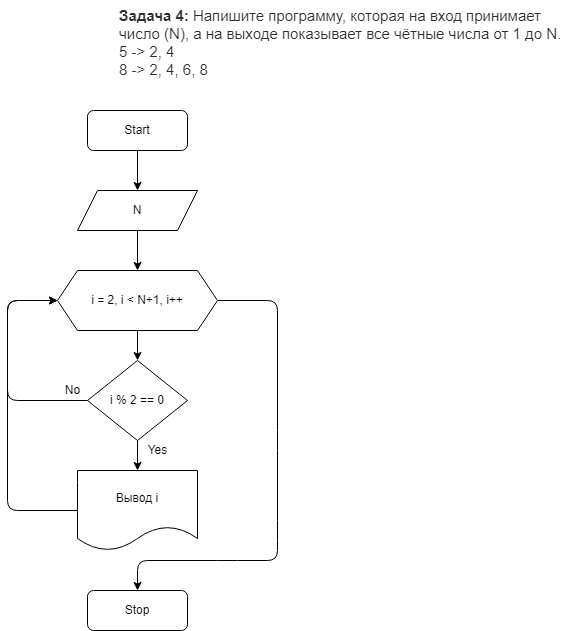 Задача 4: Напишите программу, которая на вход принимает
число (N), а на выходе показывает все чётные числа от 1 до N.
5 -> 2, 4
8 -> 2, 4, 6, 8
Start
N
i = 2, i < N+1, i++
No
i % 2 == 0
Yes
Вывод i
Stop